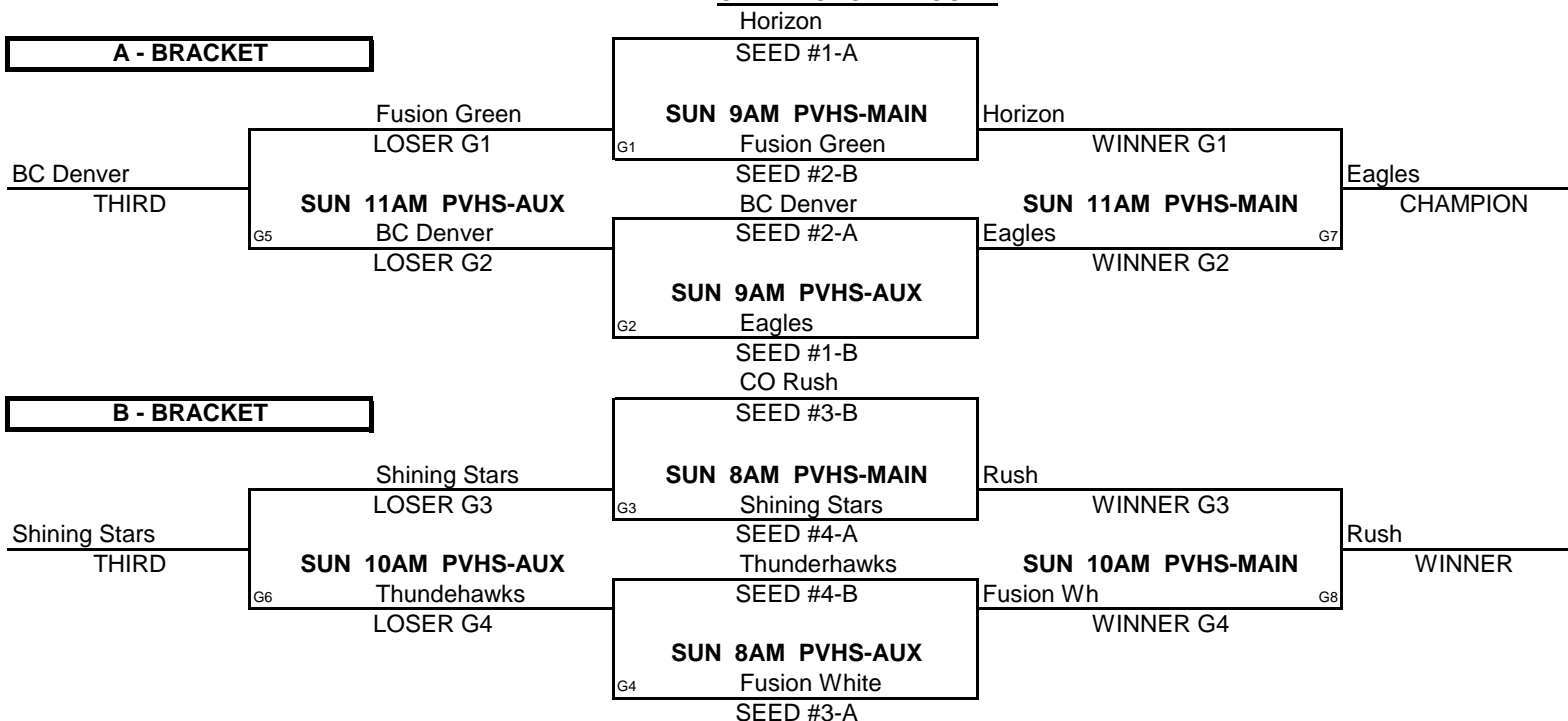 Horizon
A - BRACKET
SEED #1-A
Fusion Green
SUN 9AM PVHS-MAIN
Horizon
LOSER G1
G1
Fusion Green
WINNER G1
BC Denver
SEED #2-B
Eagles
THIRD
SUN 11AM PVHS-AUX
BC Denver
SUN 11AM PVHS-MAIN
CHAMPION
G5
BC Denver
SEED #2-A
Eagles
G7
LOSER G2
WINNER G2
SUN 9AM PVHS-AUX
G2
Eagles
SEED #1-B
CO Rush
B - BRACKET
SEED #3-B
Shining Stars
SUN 8AM PVHS-MAIN
Rush
LOSER G3
G3
Shining Stars
WINNER G3
Shining Stars
SEED #4-A
Rush
THIRD
SUN 10AM PVHS-AUX
Thunderhawks
SUN 10AM PVHS-MAIN
WINNER
G6
Thundehawks
SEED #4-B
Fusion Wh
G8
LOSER G4
WINNER G4
SUN 8AM PVHS-AUX
G4
Fusion White
SEED #3-A